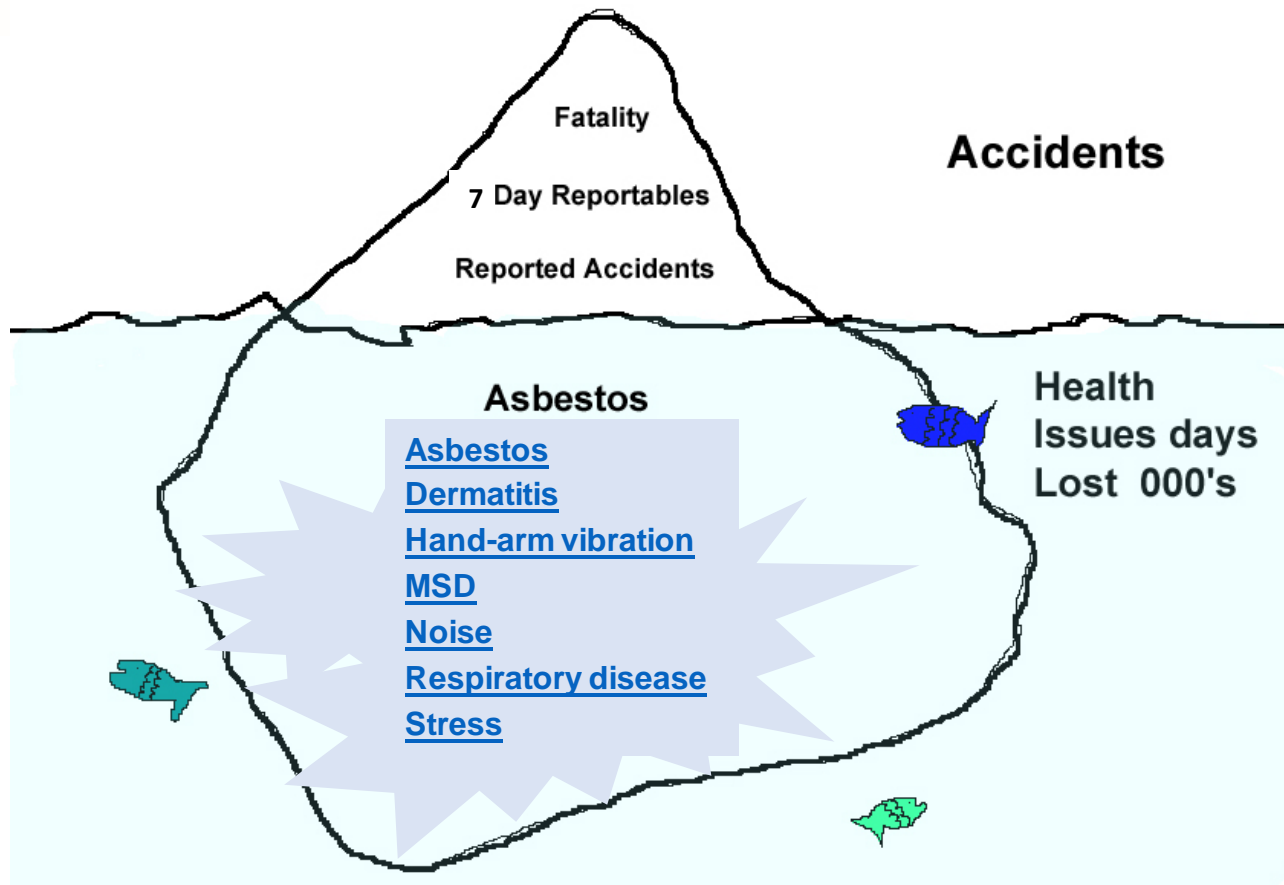 Fatality
Accidents
7 Day Reportables
Reported Accidents
Asbestos
Health
Issues days
Lost 000's
Asbestos
Dermatitis
Hand-arm vibration
MSD
Noise
Respiratory disease
Stress